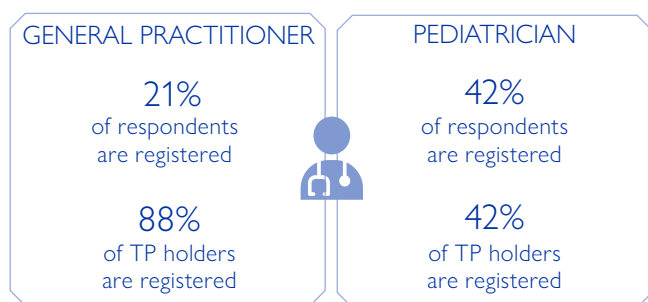 GENERAL PRACTITIONER
21%
of respondents
are registered
88%
of TP holders
are registered
PEDIATRICIAN
42%
of respondents
are registered
42%
of TP holders
are registered